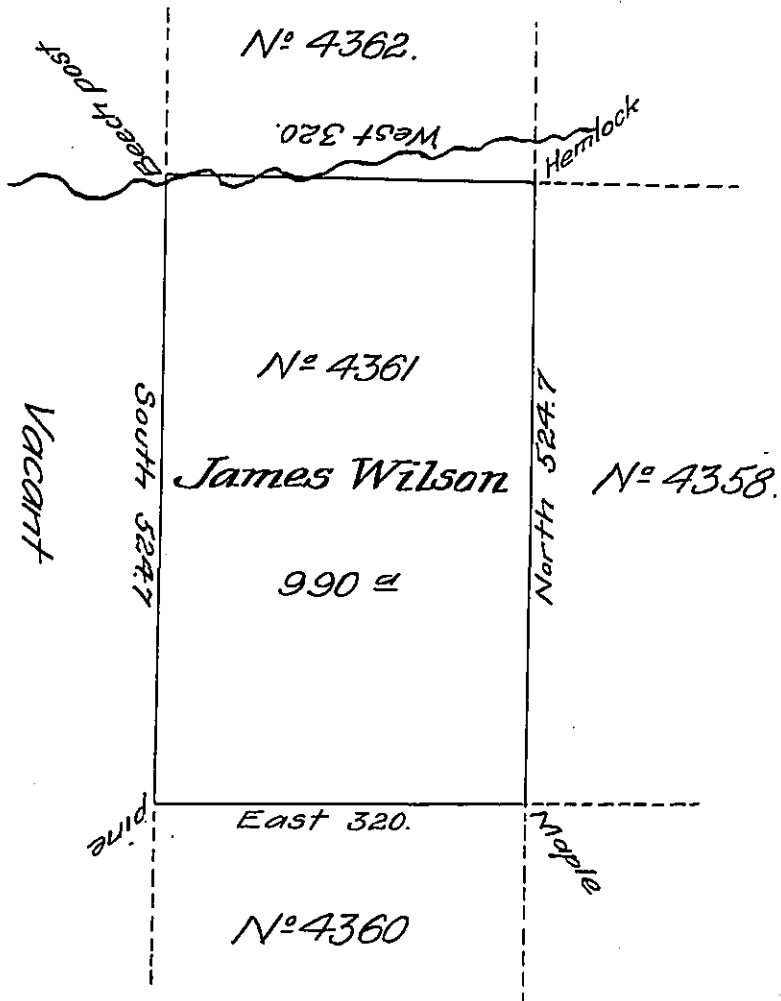 Nº 4362.
Beech post
West 320.
Hemlock
Nº 4361
Vacant
South 524.7
James Wilson
North 524.7
Nº 4358.
990 a
pine
East 320.
Maple
Nº 4360